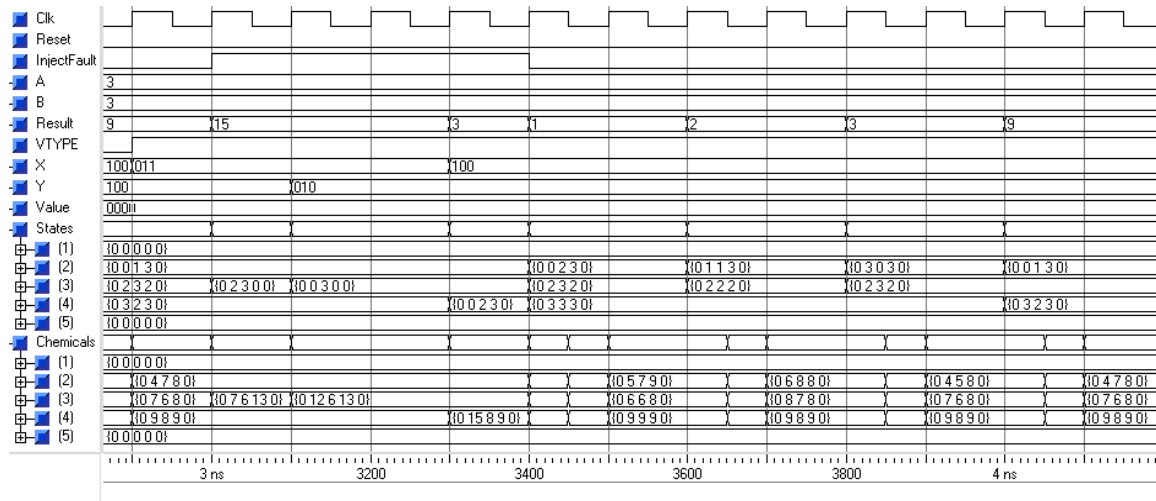 Clk
Reset
InjectFault
A 3
B 3
Result 9 15 3 1 2 3 9
VTYPE
X 100 011 100
Y 100 010
Value 000
States
(1) {0 0 0 0 0}
(2) {0 0 1 3 0} {0 0 2 3 0} {0 1 1 3 0} {0 3 0 3 0} {0 0 1 3 0}
(3) {0 2 3 2 0} {0 2 3 0 0} {0 0 3 0 0} {0 2 3 2 0} {0 2 2 2 0} {0 2 3 2 0}
(4) {0 3 2 3 0} {0 0 2 3 0} {0 3 3 3 0} {0 3 2 3 0}
(5) {0 0 0 0 0}
Chemicals
(1) {0 0 0 0 0}
(2) {0 4 7 8 0} {0 5 7 9 0} {0 6 8 8 0} {0 4 5 8 0} {0 4 7 8 0}
(3) {0 7 6 8 0} {0 7 6 13 0} {0 12 6 13 0} {0 6 6 8 0} {0 8 7 8 0} {0 7 6 8 0} {0 7 6 8 0}
(4) {0 9 8 9 0} {0 15 8 9 0} {0 9 9 9 0} {0 9 8 9 0} {0 9 8 9 0} {0 9 8 9 0}
(5) {0 0 0 0 0}
3 ns 3200 3400 3600 3800 4 ns